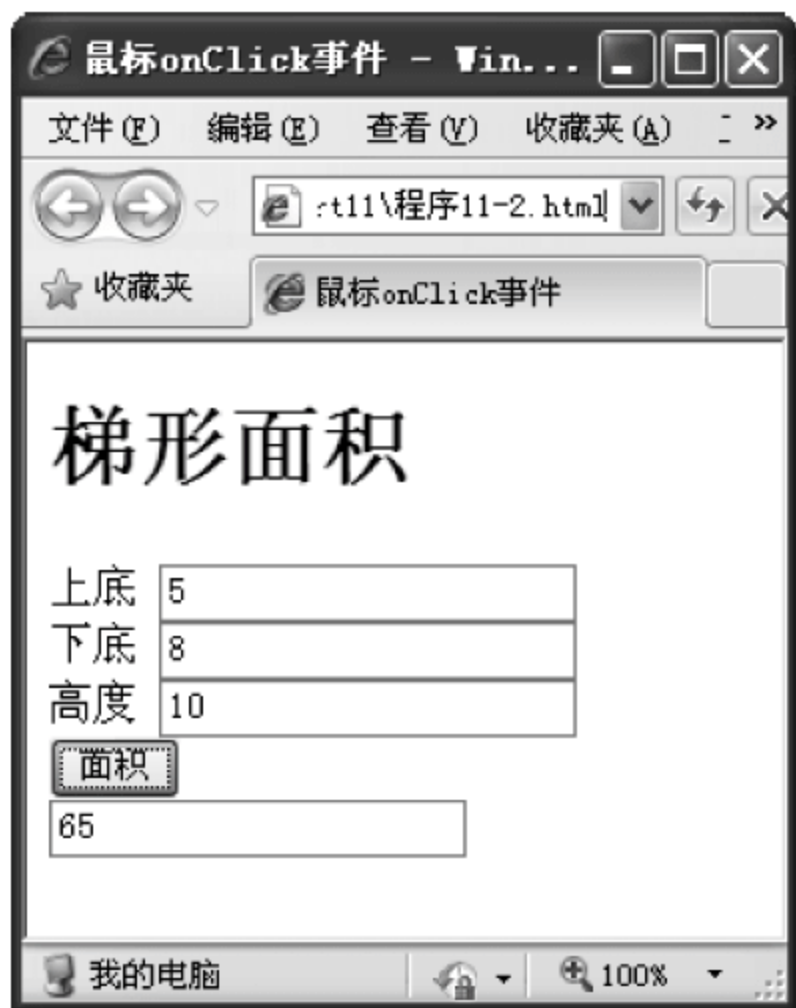 鼠标onClick事件 - Win...
文件(F) 编辑(E) 查看(V) 收藏夹(A) »
:t11\程序11-2.html
收藏夹 鼠标onClick事件
梯形面积
上底 5
下底 8
高度 10
面积
65
我的电脑 100%